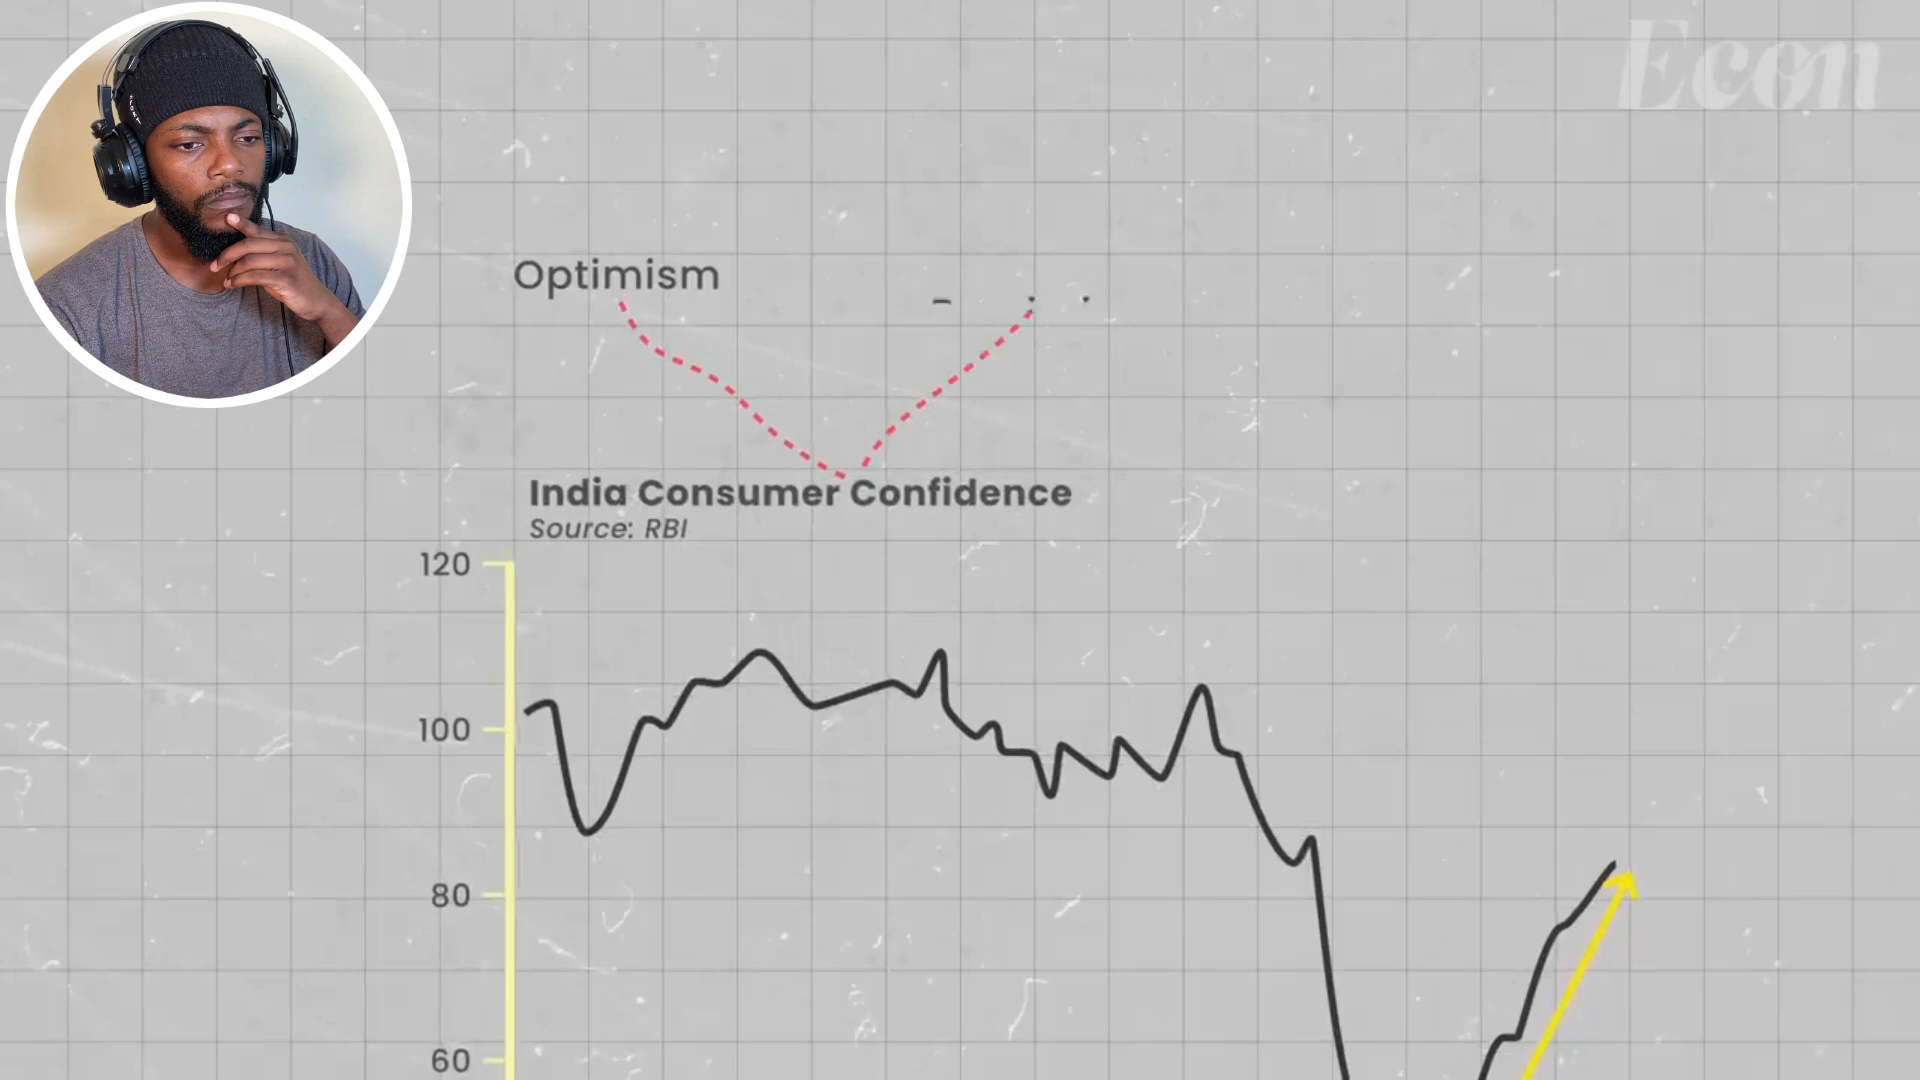 Econ
Optimism
India Consumer Confidence
Source: RBI
120
100
80
60